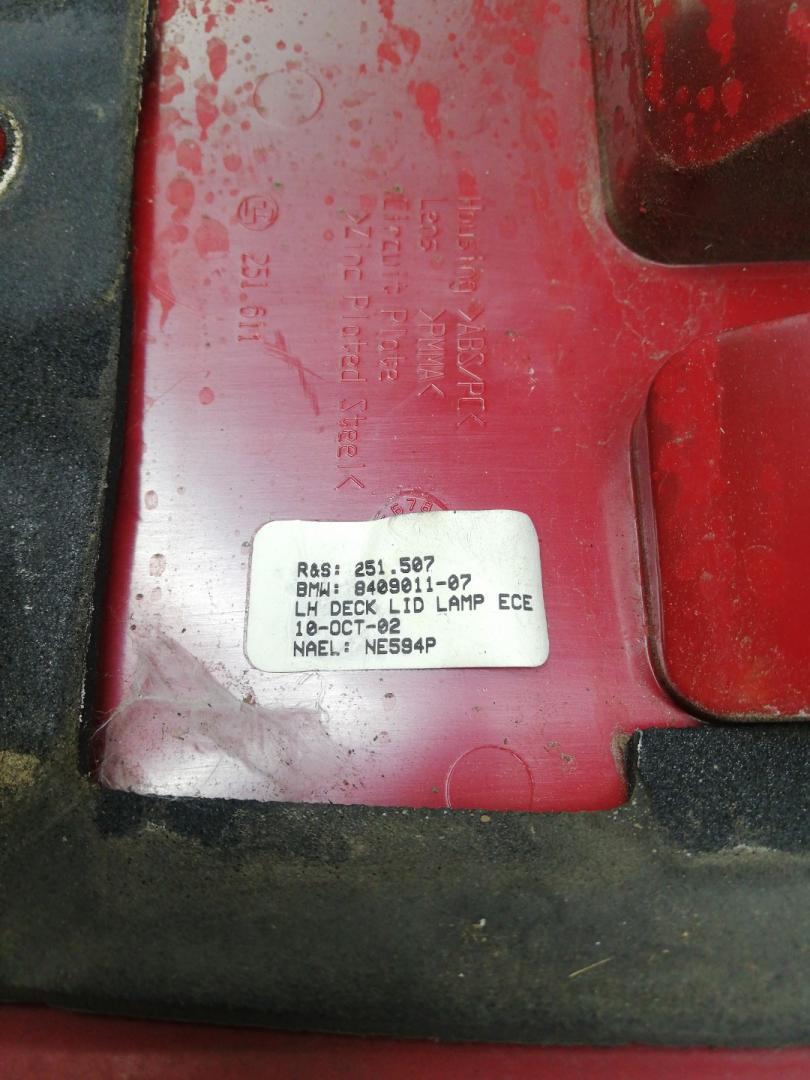 Housing >ABS/PC<
Lens >PMMA<
Circuit Plate
>Zinc Plated Steel<
251.611
R&S: 251.507
BMW: 8409011-07
LH DECK LID LAMP ECE
10-OCT-02
NAEL: NE594P